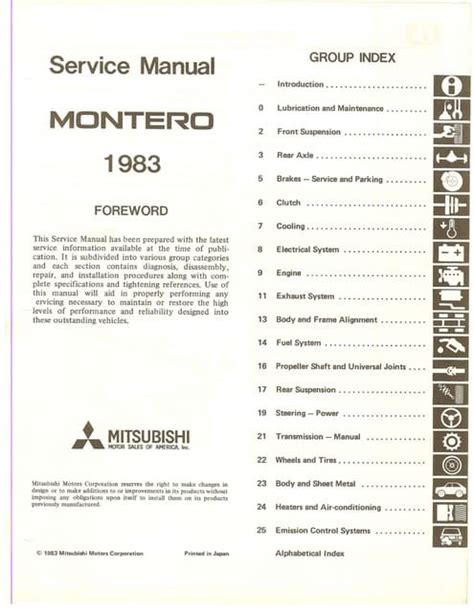 Service Manual
MONTERO
1983
FOREWORD
This Service Manual has been prepared with the latest
service information available at the time of publi-
cation. It is subdivided into various group categories
and each section contains diagnosis, disassembly,
repair, and installation procedures along with com-
plete specifications and tightening references. Use of
this manual will aid in properly performing any
ervicing necessary to maintain or restore the high
levels of performance and reliability designed into
these outstanding vehicles.
MITSUBISHI
MOTOR SALES OF AMERICA, Inc.
Mitsubishi Motors Corporation reserves the right to make changes in
design or to make additions to or improvements in its products without
imposing any obligations upon itself to install them on its products
previously manufactured.
© 1983 Mitsubishi Motors Corporation Printed in Japan
GROUP INDEX
— Introduction
0 Lubrication and Maintenance
2 Front Suspension
3 Rear Axle
5 Brakes — Service and Parking
6 Clutch
7 Cooling
8 Electrical System
9 Engine
11 Exhaust System
13 Body and Frame Alignment
14 Fuel System
16 Propeller Shaft and Universal Joints
17 Rear Suspension
19 Steering — Power
21 Transmission — Manual
22 Wheels and Tires
23 Body and Sheet Metal
24 Heaters and Air-conditioning
25 Emission Control Systems
Alphabetical Index